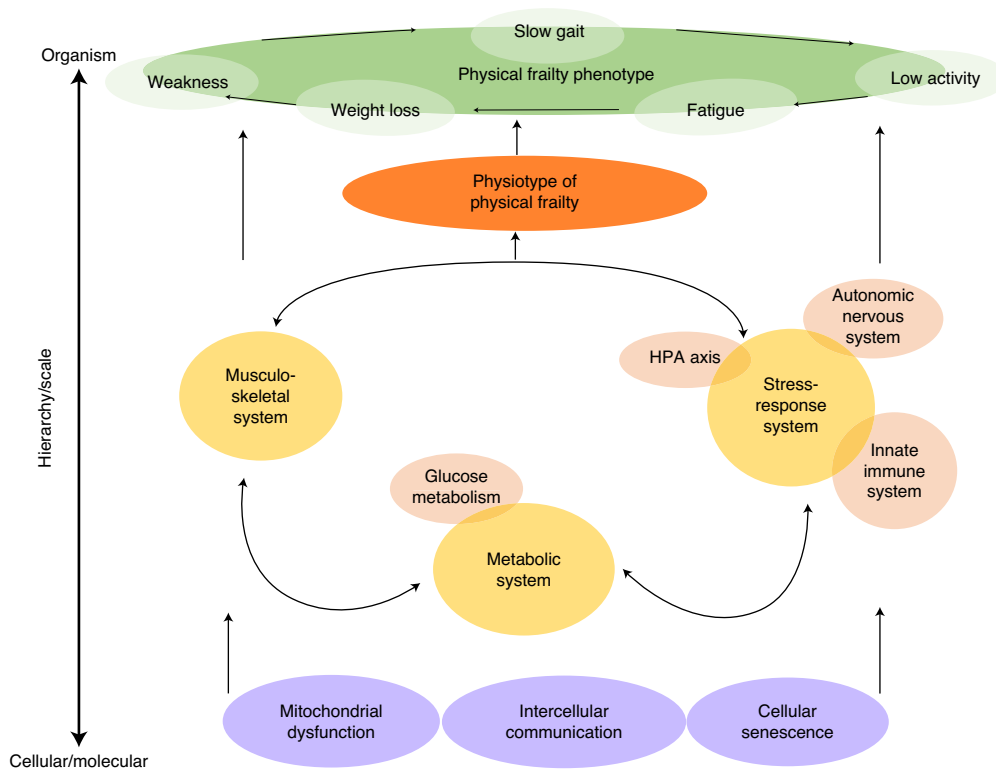 Organism
Slow gait
Physical frailty phenotype
Weakness
Low activity
Weight loss
Fatigue
Physiotype of
physical frailty
Autonomic
nervous
system
HPA axis
Musculo-
skeletal
system
Stress-
response
system
Hierarchy/scale
Innate
immune
system
Glucose
metabolism
Metabolic
system
Mitochondrial
dysfunction
Intercellular
communication
Cellular
senescence
Cellular/molecular